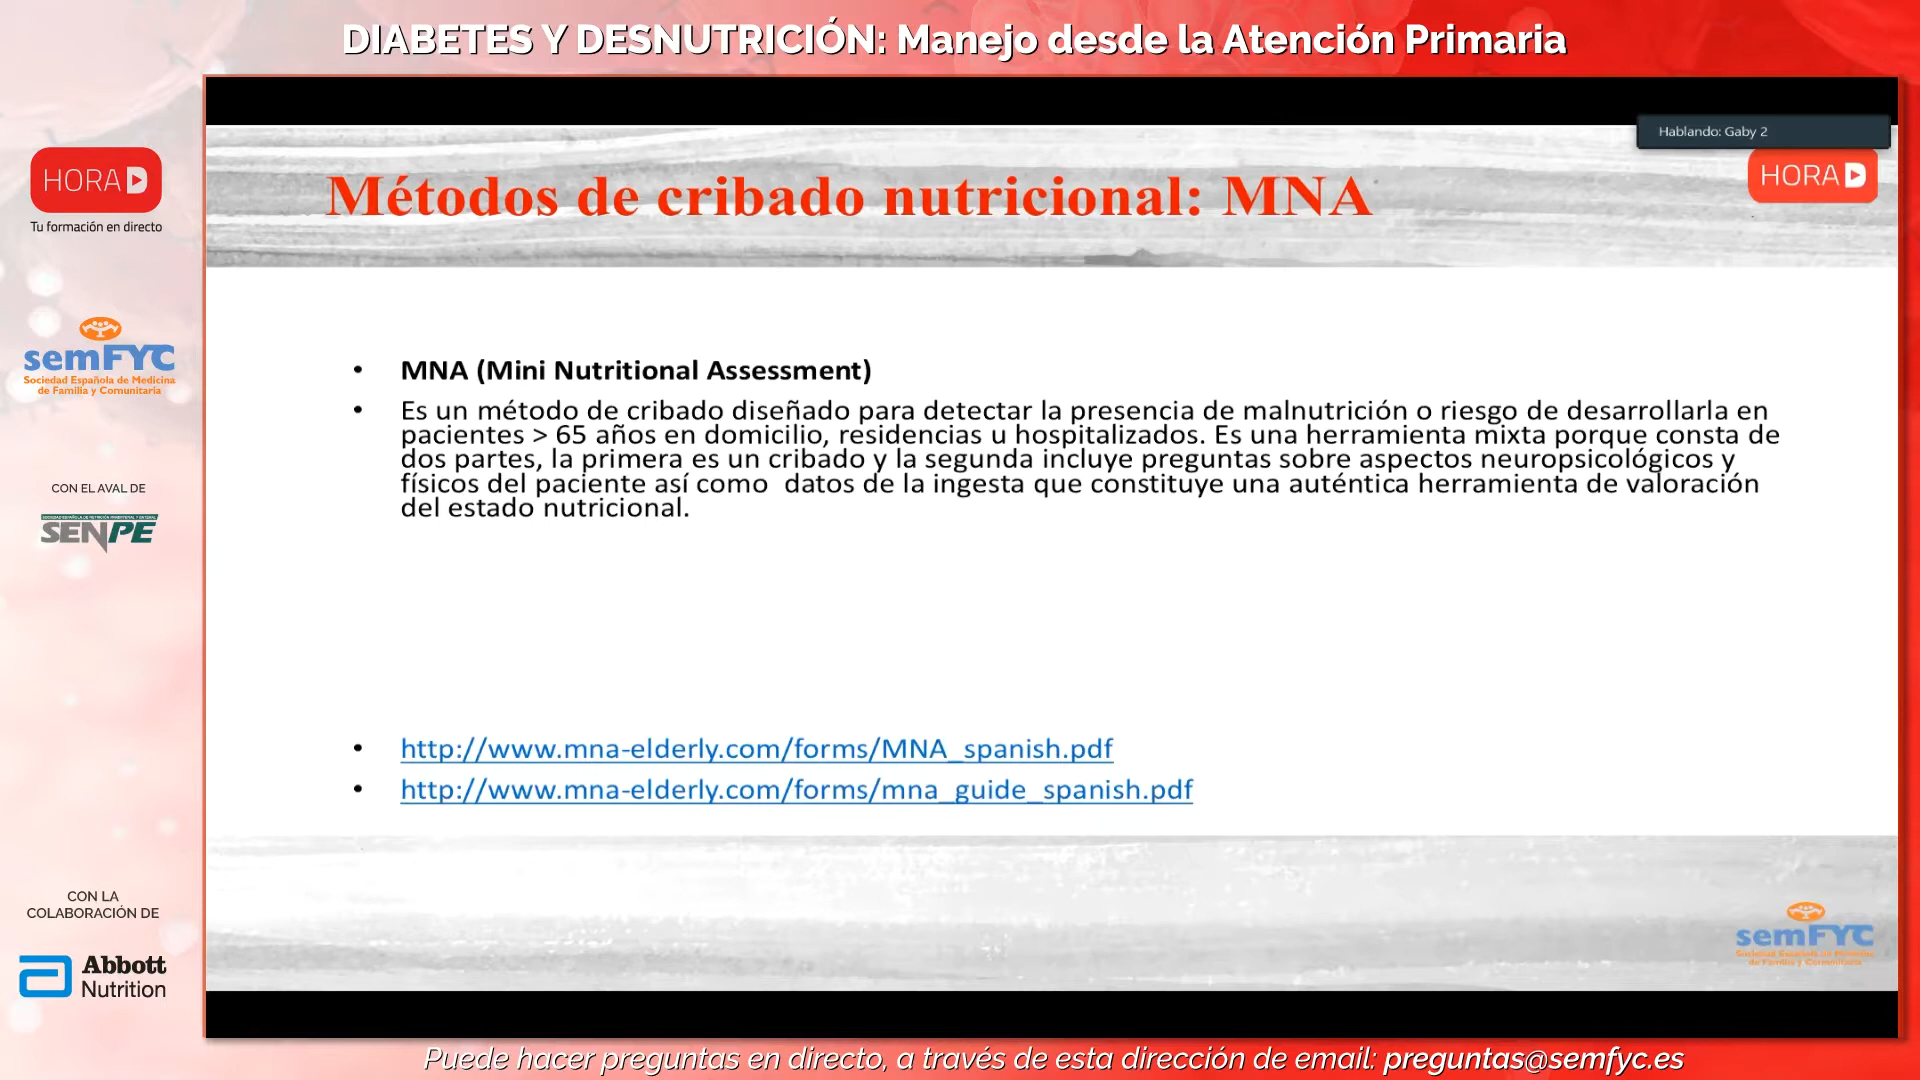 DIABETES Y DESNUTRICIÓN: Manejo desde la Atención Primaria
Hablando: Gaby 2
HORA
Tu formación en directo
HORA
Métodos de cribado nutricional: MNA
semFYC
Sociedad Española de Medicina
de Familia y Comunitaria
• MNA (Mini Nutritional Assessment)
• Es un método de cribado diseñado para detectar la presencia de malnutrición o riesgo de desarrollarla en
pacientes > 65 años en domicilio, residencias u hospitalizados. Es una herramienta mixta porque consta de
dos partes, la primera es un cribado y la segunda incluye preguntas sobre aspectos neuropsicológicos y
físicos del paciente así como  datos de la ingesta que constituye una auténtica herramienta de valoración
del estado nutricional.
CON EL AVAL DE
SENPE
• http://www.mna-elderly.com/forms/MNA_spanish.pdf
• http://www.mna-elderly.com/forms/mna_guide_spanish.pdf
CON LA
COLABORACIÓN DE
Abbott
Nutrition
semFYC
Sociedad Española de Medicina
de Familia y Comunitaria
Puede hacer preguntas en directo, a través de esta dirección de email: preguntas@semfyc.es